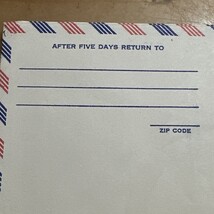 AFTER FIVE DAYS RETURN TO
ZIP CODE